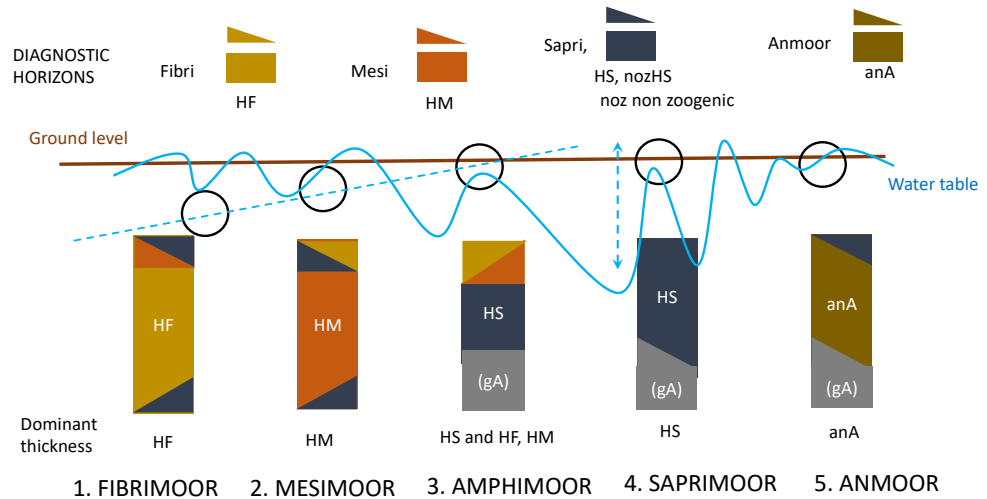 DIAGNOSTIC
HORIZONS
Fibri
HF
Mesi
HM
Sapri,
HS, nozHS
noz non zoogenic
Anmoor
anA
Ground level
Water table
HF
HM
HS
(gA)
HS
(gA)
anA
(gA)
Dominant
thickness
HF
HM
HS and HF, HM
HS
anA
1. FIBRIMOOR
2. MESIMOOR
3. AMPHIMOOR
4. SAPRIMOOR
5. ANMOOR